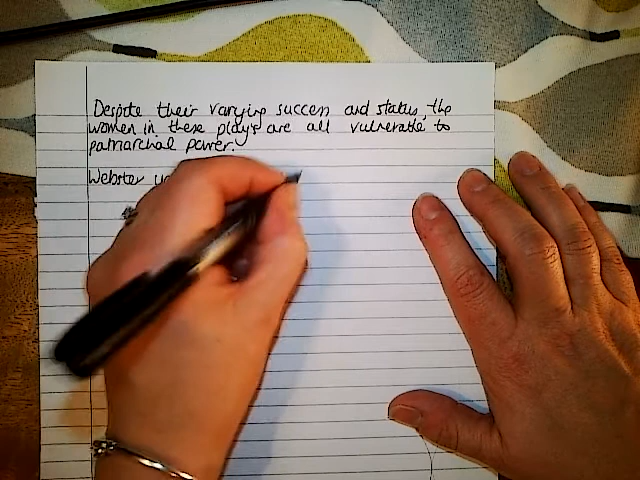 Despite their varying success and status, the
women in these plays are all vulnerable to
patriarchal power.
Webster